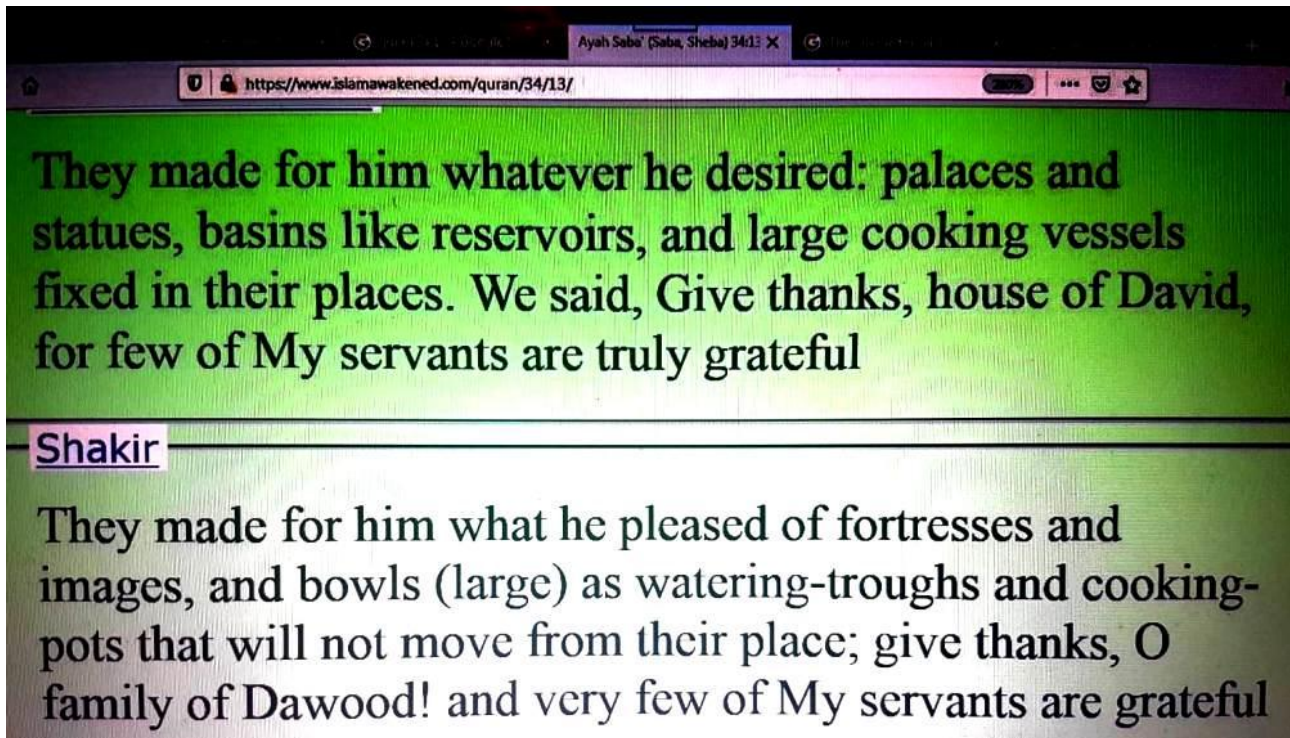 Ayah Saba' (Saba, Sheba) 34:13
https://www.islamawakened.com/quran/34/13/
They made for him whatever he desired: palaces and
statues, basins like reservoirs, and large cooking vessels
fixed in their places. We said, Give thanks, house of David,
for few of My servants are truly grateful
Shakir
They made for him what he pleased of fortresses and
images, and bowls (large) as watering-troughs and cooking-
pots that will not move from their place; give thanks, O
family of Dawood! and very few of My servants are grateful